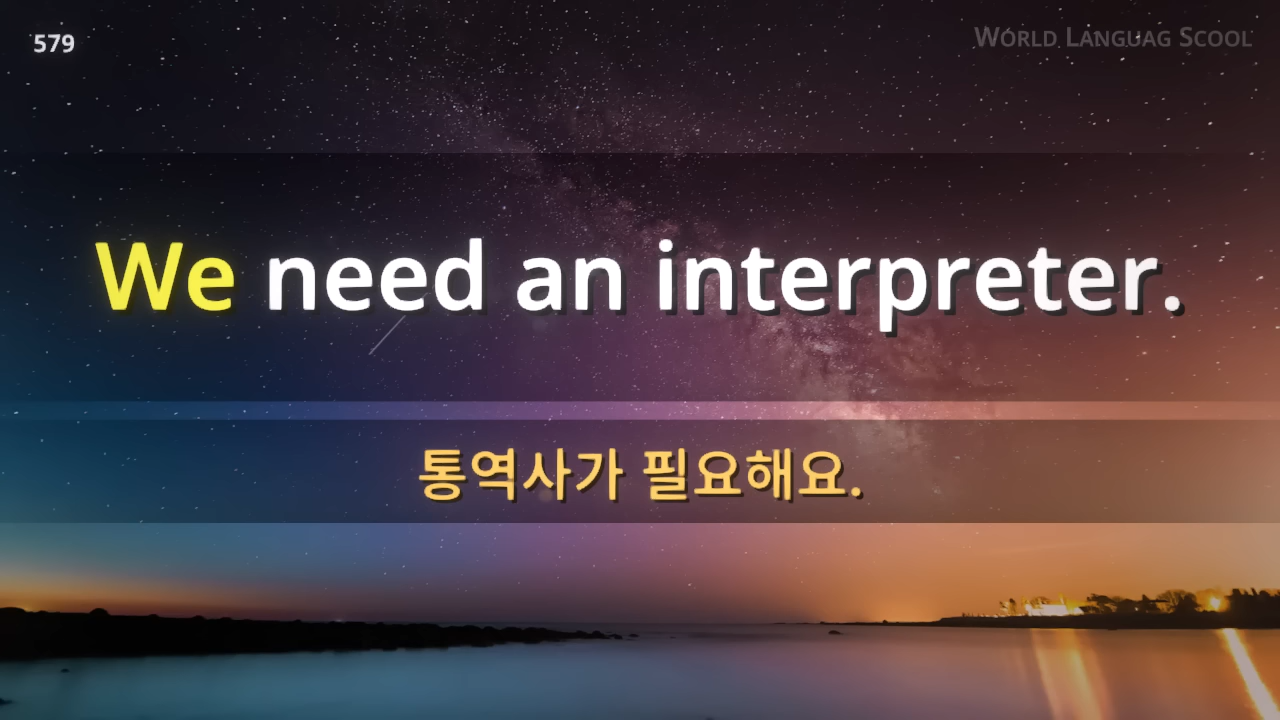 579
WORLD LANGUAG SCOOL
We need an interpreter.
통역사가 필요해요.